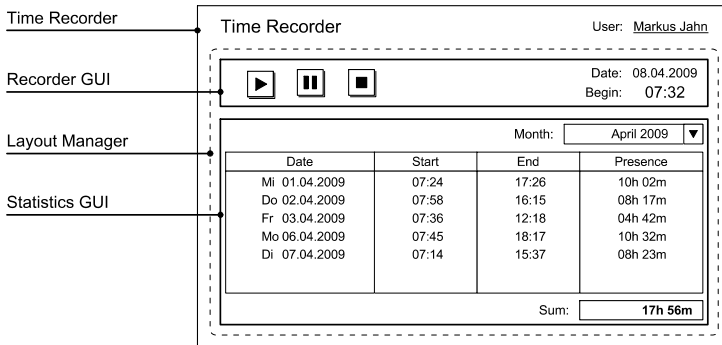 Time Recorder
Time Recorder
User: Markus Jahn
Recorder GUI
Date: 08.04.2009
Begin: 07:32
Layout Manager
Month: April 2009
Date Start End Presence
Mi 01.04.2009 07:24 17:26 10h 02m
Do 02.04.2009 07:58 16:15 08h 17m
Statistics GUI
Fr 03.04.2009 07:36 12:18 04h 42m
Mo 06.04.2009 07:45 18:17 10h 32m
Di 07.04.2009 07:14 15:37 08h 23m
Sum: 17h 56m